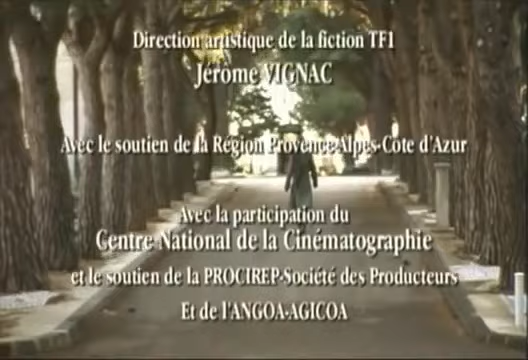 Direction artistique de la fiction TF1
Jérome VIGNAC
Avec le soutien de la Région Provence-Alpes-Côte d'Azur
Avec la participation du
Centre National de la Cinématographie
et le soutien de la PROCIREP-Société des Producteurs
Et de l'ANGOA-AGICOA